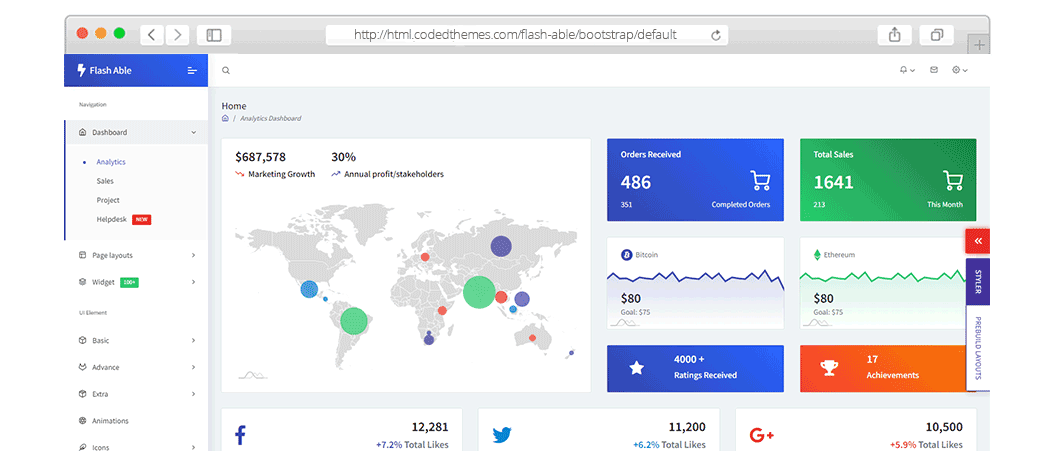 http://html.codedthemes.com/flash-able/bootstrap/default
Flash Able
Navigation
Dashboard
Analytics
Sales
Project
Helpdesk NEW
Page layouts
Widget 100+
UI Element
Basic
Advance
Extra
Animations
Icons
Home
/ Analytics Dashboard
$687,578 30%
Marketing Growth Annual profit/stakeholders
Orders Received
486
351 Completed Orders
Total Sales
1641
213 This Month
Bitcoin
$80
Goal: $75
Ethereum
$80
Goal: $75
4000 +
Ratings Received
17
Achievements
12,281
+7.2% Total Likes
11,200
+6.2% Total Likes
G+
10,500
+5.9% Total Likes
STYLER
PREBUILD LAYOUTS